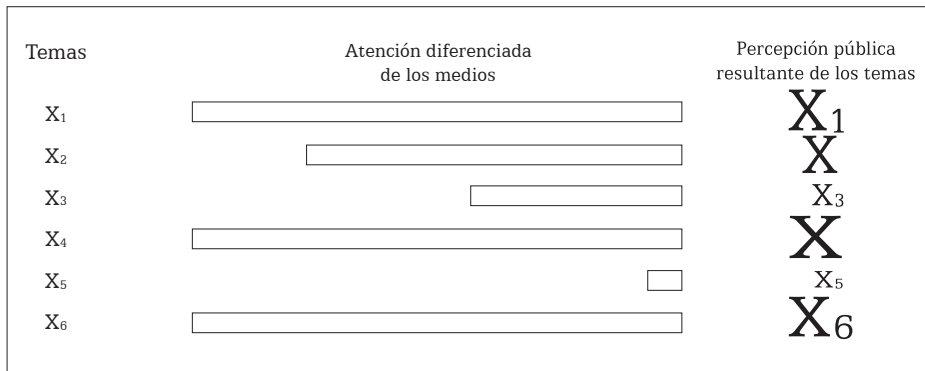 Temas
Atención diferenciada
de los medios
Percepción pública
resultante de los temas
X₁ X₁
X₂ X
X₃ X₃
X₄ X
X₅ X₅
X₆ X₆